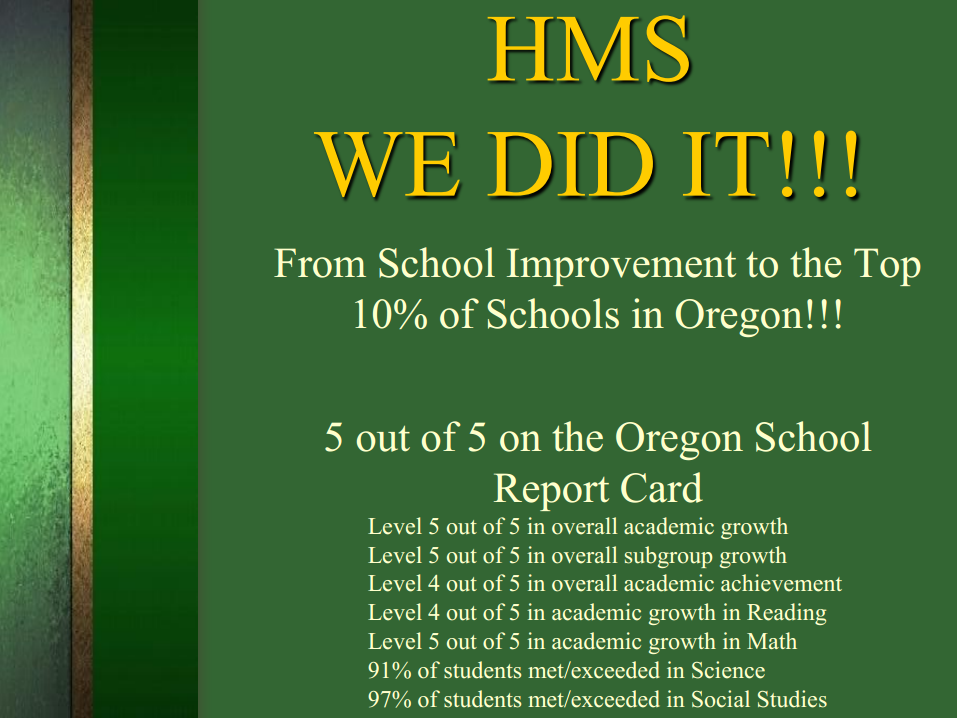 HMS
WE DID IT!!!
From School Improvement to the Top
10% of Schools in Oregon!!!
5 out of 5 on the Oregon School
Report Card
Level 5 out of 5 in overall academic growth
Level 5 out of 5 in overall subgroup growth
Level 4 out of 5 in overall academic achievement
Level 4 out of 5 in academic growth in Reading
Level 5 out of 5 in academic growth in Math
91% of students met/exceeded in Science
97% of students met/exceeded in Social Studies